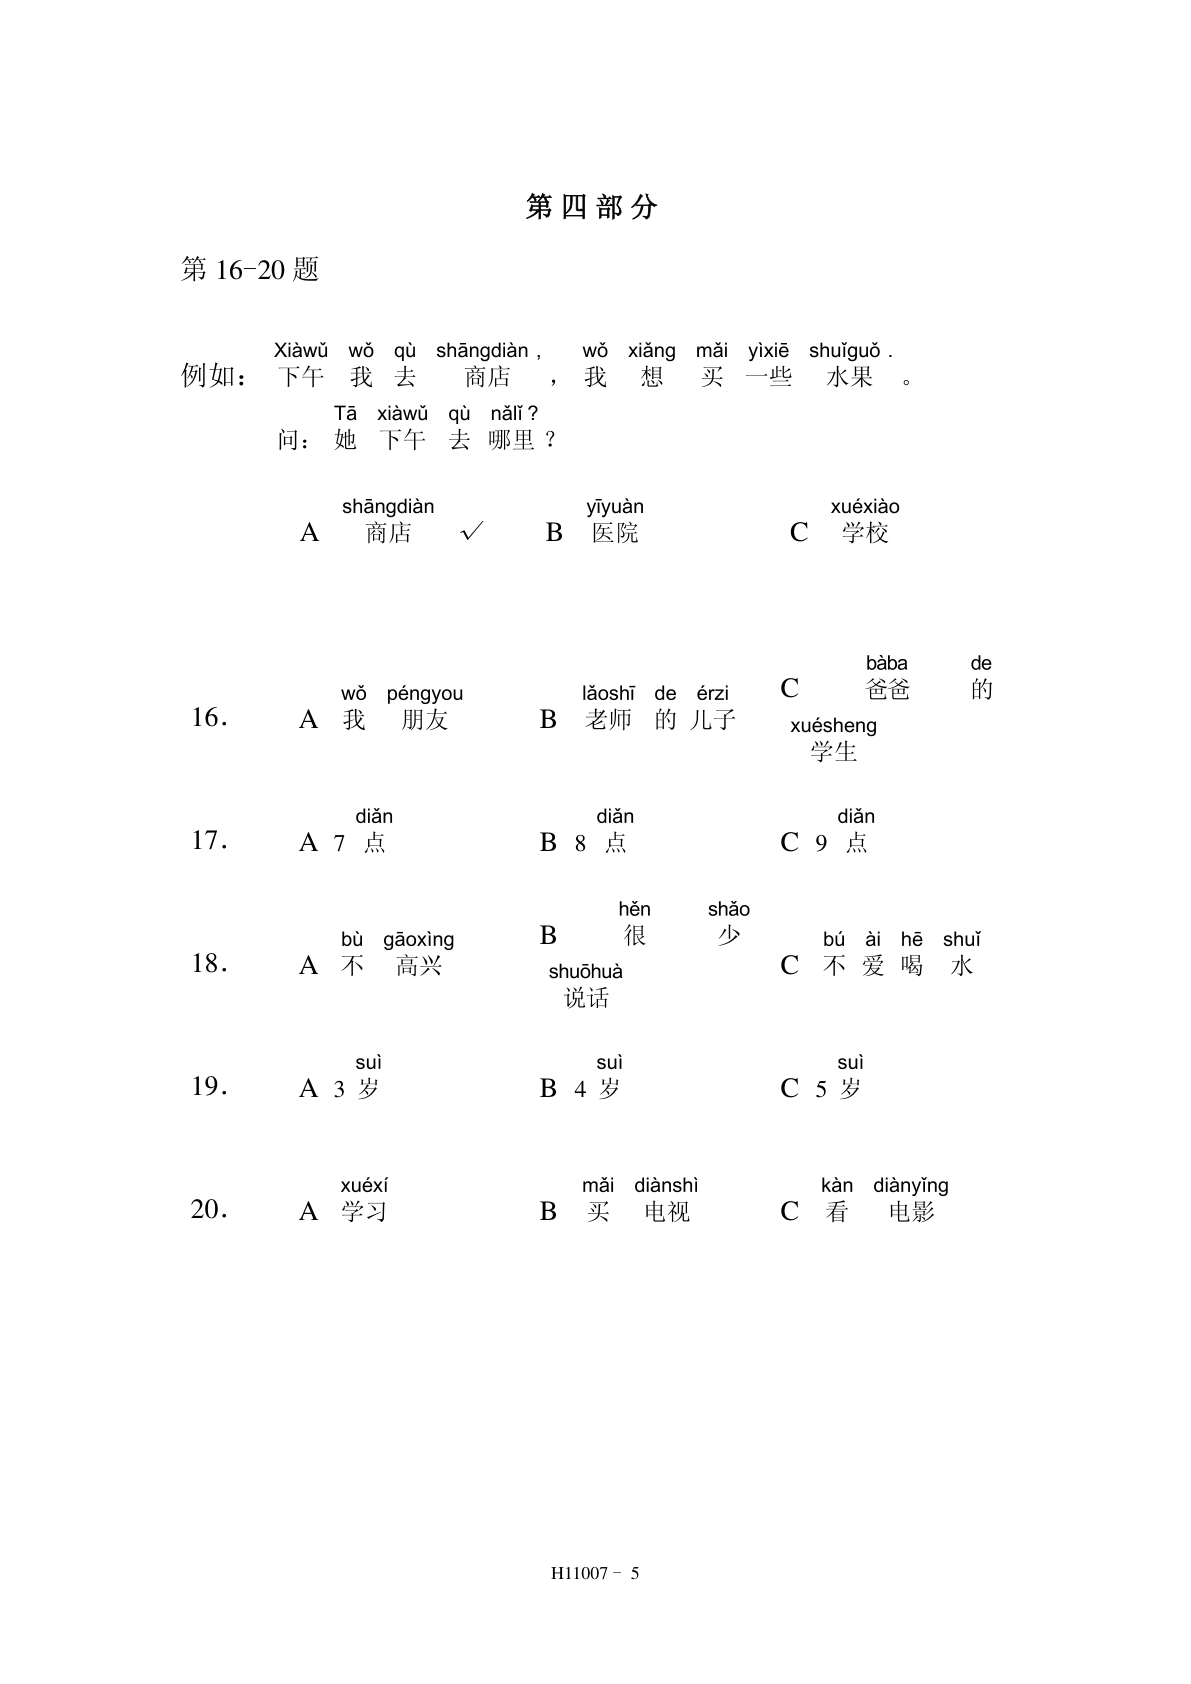 第四部分
第 16-20 题
Xiàwǔ wǒ qù shāngdiàn, wǒ xiǎng mǎi yìxiē shuǐguǒ.
例如： 下午 我 去 商店 ， 我 想 买 一些 水果 。
Tā xiàwǔ qù nǎlǐ?
问： 她 下午 去 哪里？
shāngdiàn yīyuàn xuéxiào
A 商店 √ B 医院 C 学校
wǒ péngyou lǎoshī de érzi bàba de
16． A 我 朋友 B 老师 的 儿子 C 爸爸 的
xuésheng
学生
diǎn diǎn diǎn
17． A 7 点 B 8 点 C 9 点
bù gāoxìng hěn shǎo bú ài hē shuǐ
18． A 不 高兴 B 很 少 C 不 爱 喝 水
shuōhuà
说话
suì suì suì
19． A 3 岁 B 4 岁 C 5 岁
xuéxí mǎi diànshì kàn diànyǐng
20． A 学习 B 买 电视 C 看 电影
H11007- 5